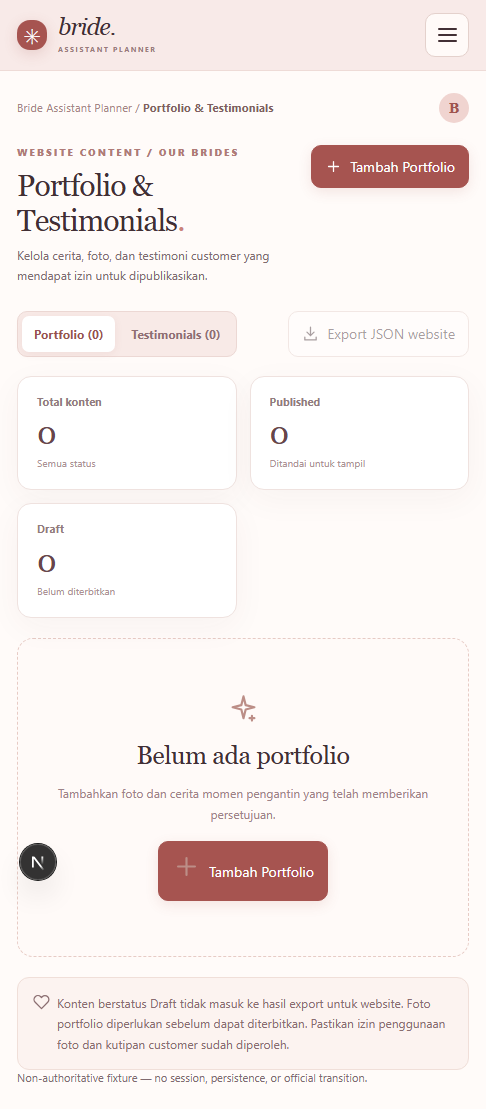 bride.
ASSISTANT PLANNER
Bride Assistant Planner / Portfolio & Testimonials
B
WEBSITE CONTENT / OUR BRIDES
Portfolio &
Testimonials.
Kelola cerita, foto, dan testimoni customer yang
mendapat izin untuk dipublikasikan.
Tambah Portfolio
Portfolio (0)
Testimonials (0)
Export JSON website
Total konten
0
Semua status
Published
0
Ditandai untuk tampil
Draft
0
Belum diterbitkan
Belum ada portfolio
Tambahkan foto dan cerita momen pengantin yang telah memberikan
persetujuan.
N
Tambah Portfolio
Konten berstatus Draft tidak masuk ke hasil export untuk website. Foto
portfolio diperlukan sebelum dapat diterbitkan. Pastikan izin penggunaan
foto dan kutipan customer sudah diperoleh.
Non-authoritative fixture — no session, persistence, or official transition.